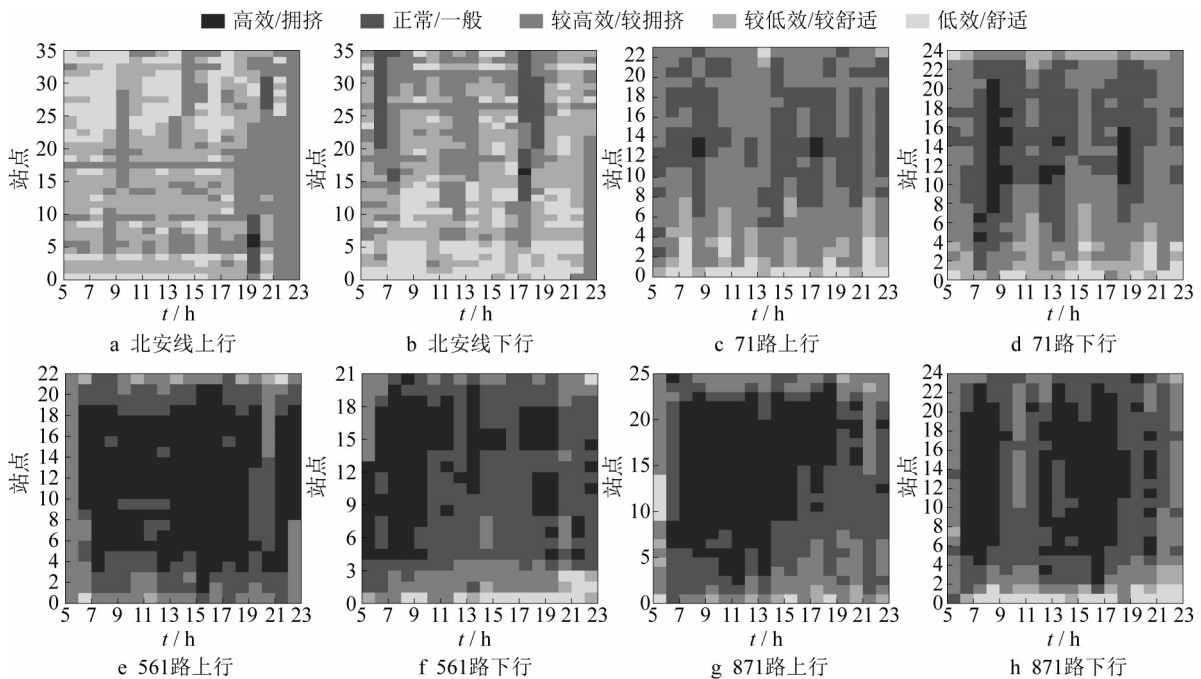 高效/拥挤 正常/一般 较高效/较拥挤 较低效/较舒适 低效/舒适
35 30 25 20 15 10 5 0
站点
5 7 9 11 13 15 17 19 21 23
t / h
a 北安线上行
35 30 25 20 15 10 5 0
站点
5 7 9 11 13 15 17 19 21 23
t / h
b 北安线下行
22 20 18 16 14 12 10 8 6 4 2 0
站点
5 7 9 11 13 15 17 19 21 23
t / h
c 71路上行
24 22 20 18 16 14 12 10 8 6 4 2 0
站点
5 7 9 11 13 15 17 19 21 23
t / h
d 71路下行
22 20 18 16 14 12 10 8 6 4 2 0
站点
5 7 9 11 13 15 17 19 21 23
t / h
e 561路上行
21 18 15 12 9 6 3 0
站点
5 7 9 11 13 15 17 19 21 23
t / h
f 561路下行
25 20 15 10 5 0
站点
5 7 9 11 13 15 17 19 21 23
t / h
g 871路上行
24 22 20 18 16 14 12 10 8 6 4 2 0
站点
5 7 9 11 13 15 17 19 21 23
t / h
h 871路下行